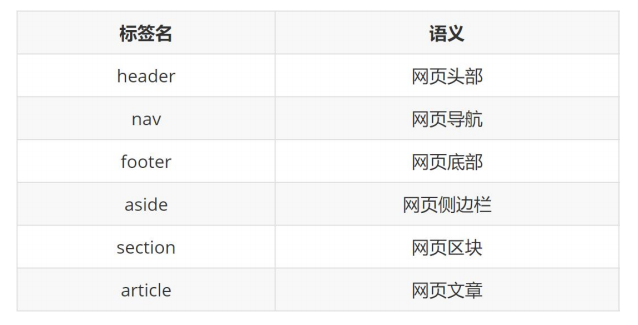 标签名 语义
header 网页头部
nav 网页导航
footer 网页底部
aside 网页侧边栏
section 网页区块
article 网页文章